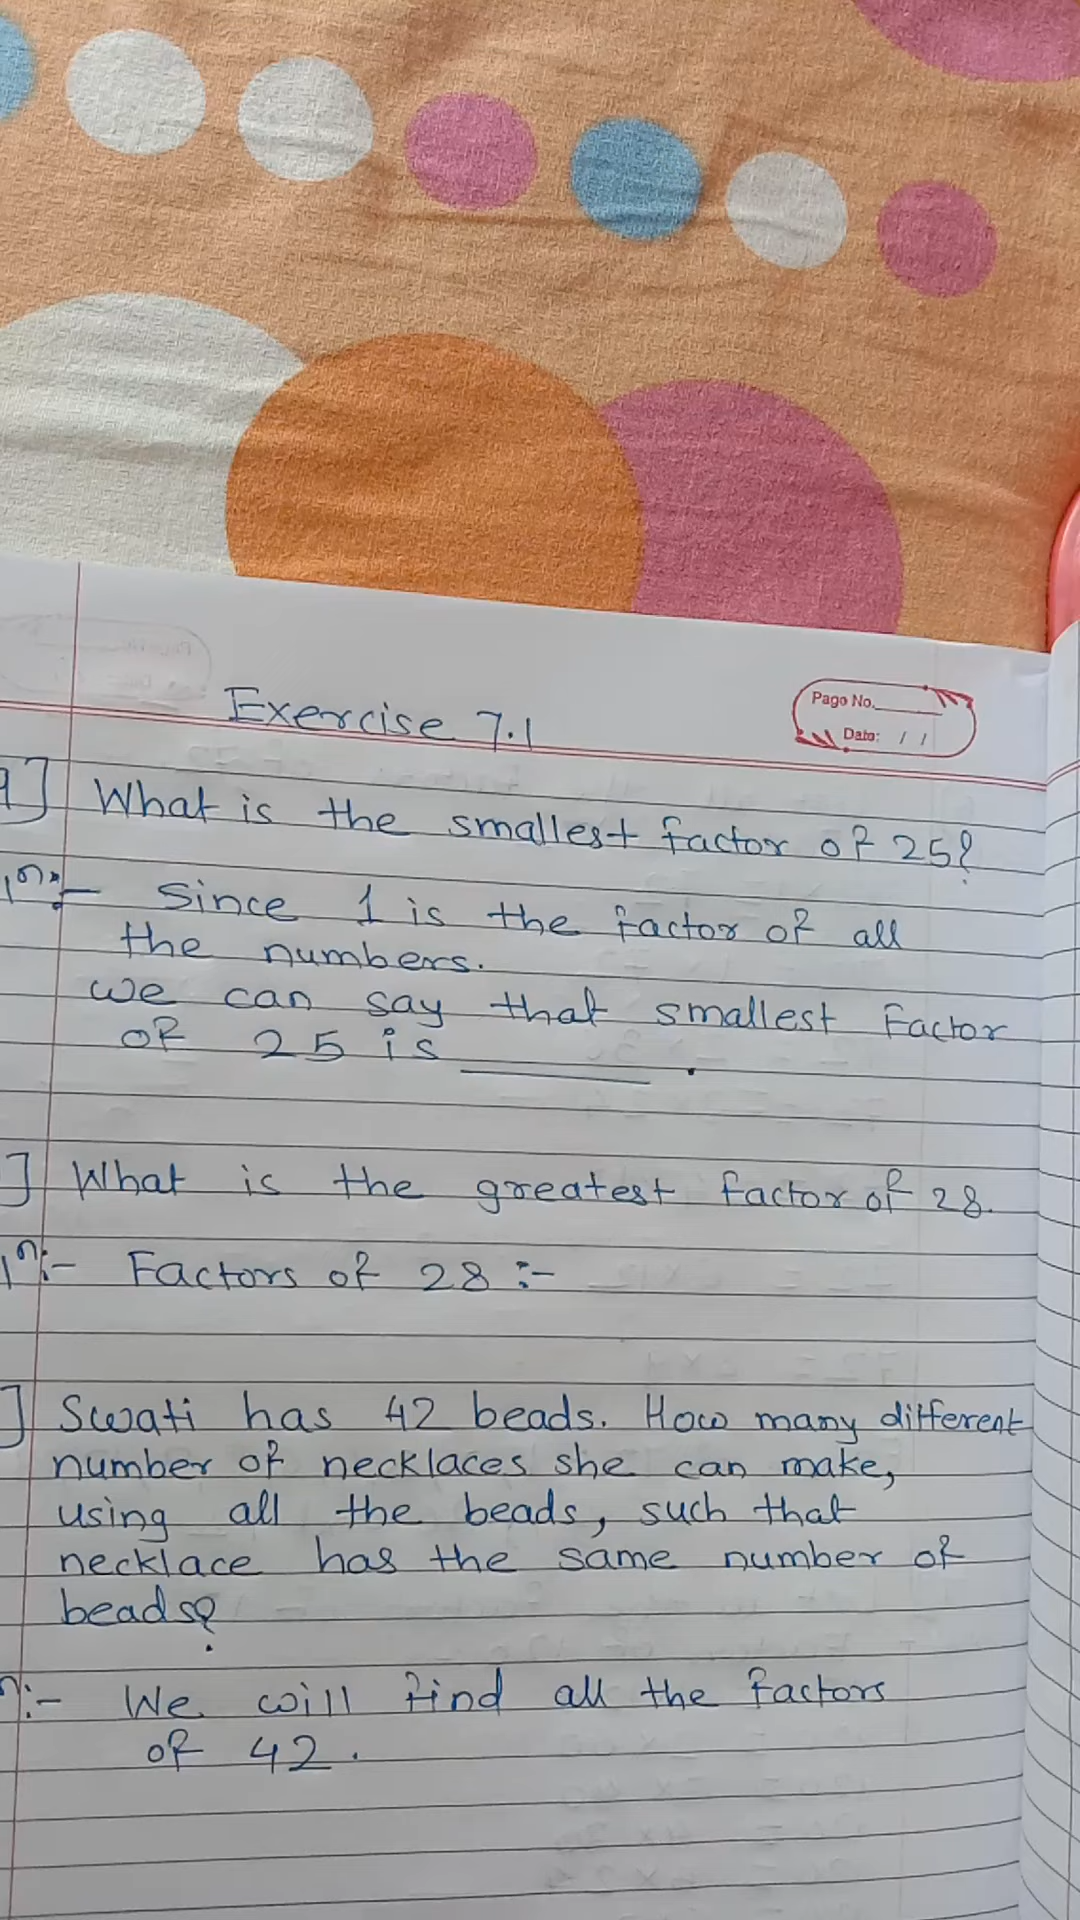 Exercise 7.1
Page No.
Date: / /
] What is the smallest factor of 25?
n:- Since 1 is the factor of all
the numbers.
we can say that smallest Factor
of 25 is ______ .
] What is the greatest factor of 28.
n:- Factors of 28 :-
] Swati has 42 beads. How many different
number of necklaces she can make,
using all the beads, such that
necklace has the same number of
beads?
n:- We will find all the factors
of 42.